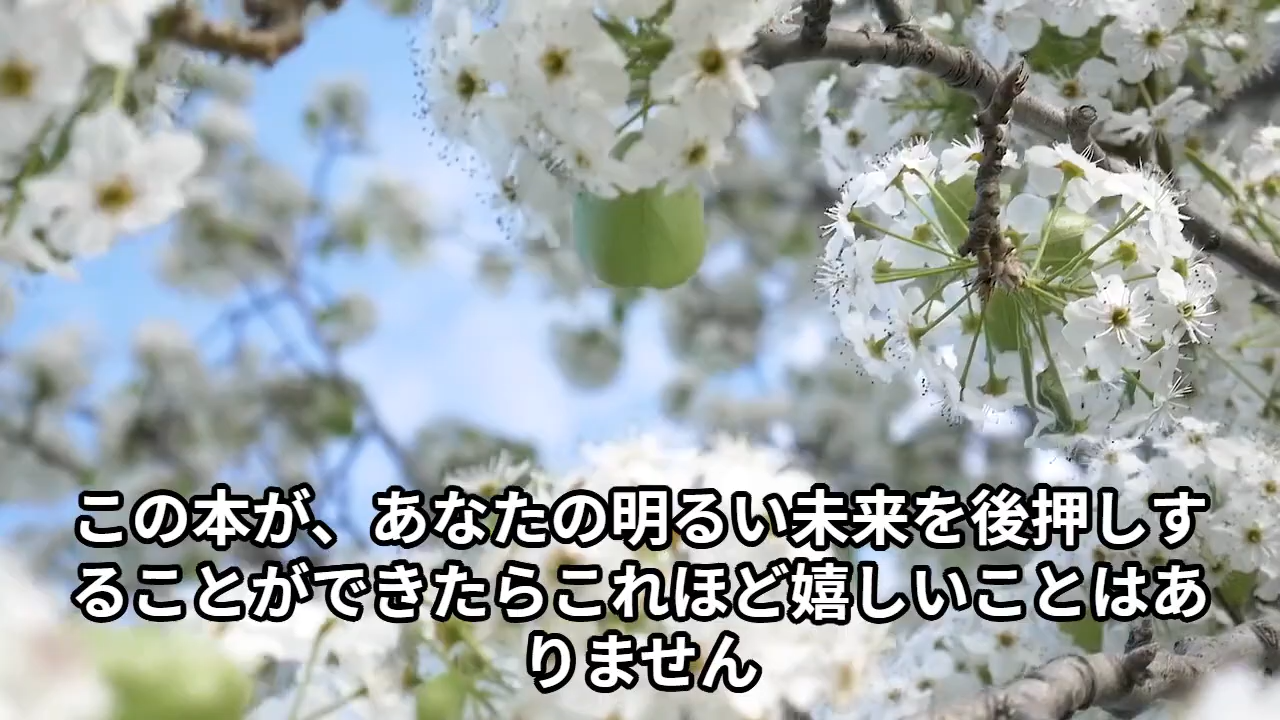 この本が、あなたの明るい未来を後押しす
ることができたらこれほど嬉しいことはあ
りません